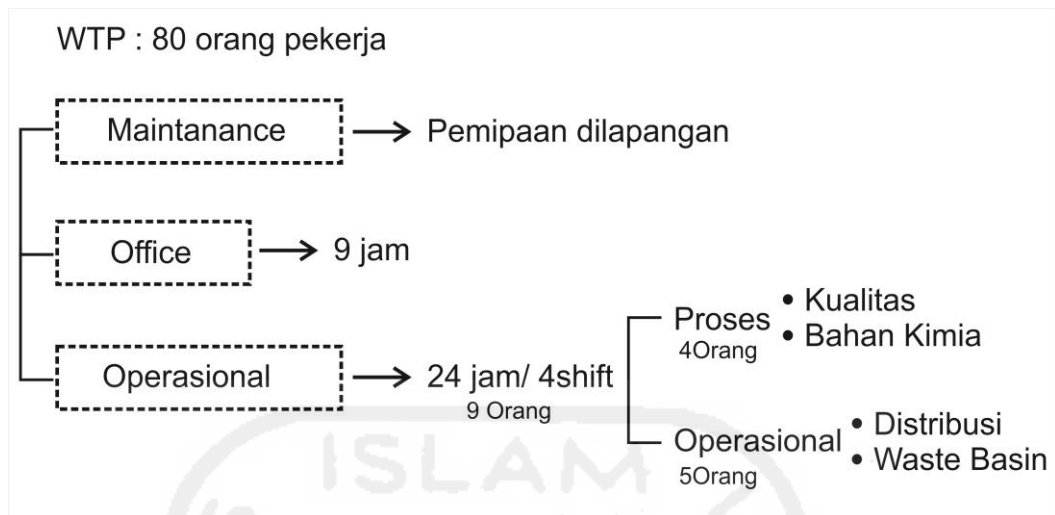 WTP : 80 orang pekerja
Maintanance
Pemipaan dilapangan
Office
9 jam
Operasional
24 jam/ 4shift
9 Orang
Proses
4Orang
• Kualitas
• Bahan Kimia
Operasional
5Orang
• Distribusi
• Waste Basin
ISLAM